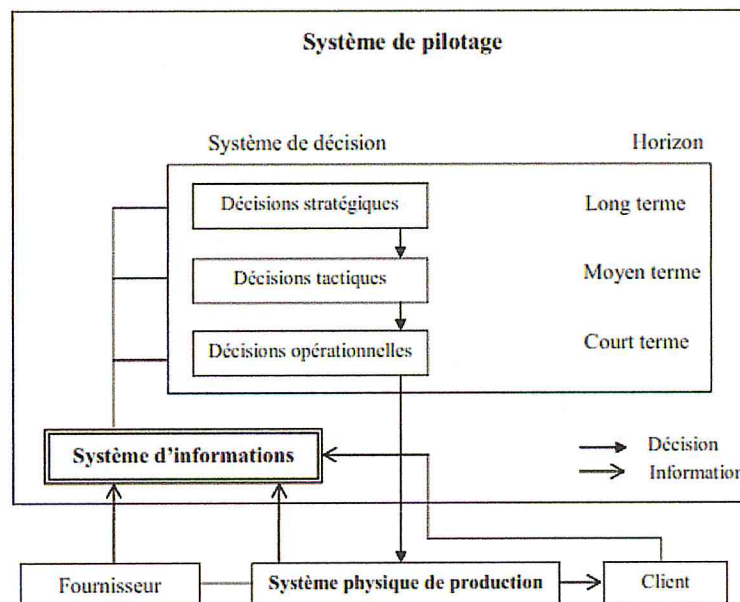 Système de pilotage
Système de décision Horizon
Décisions stratégiques Long terme
Décisions tactiques Moyen terme
Décisions opérationnelles Court terme
Système d'informations
Décision
Information
Fournisseur Système physique de production Client